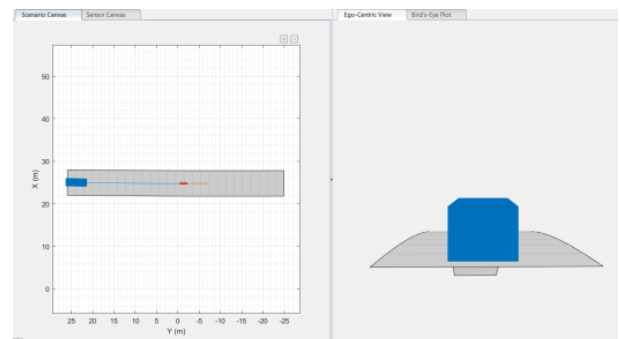 Scenario Canvas
Sensor Canvas
Ego-Centric View
Bird's-Eye Plot
50
40
30
20
10
0
X (m)
25 20 15 10 5 0 -5 -10 -15 -20 -25
Y (m)